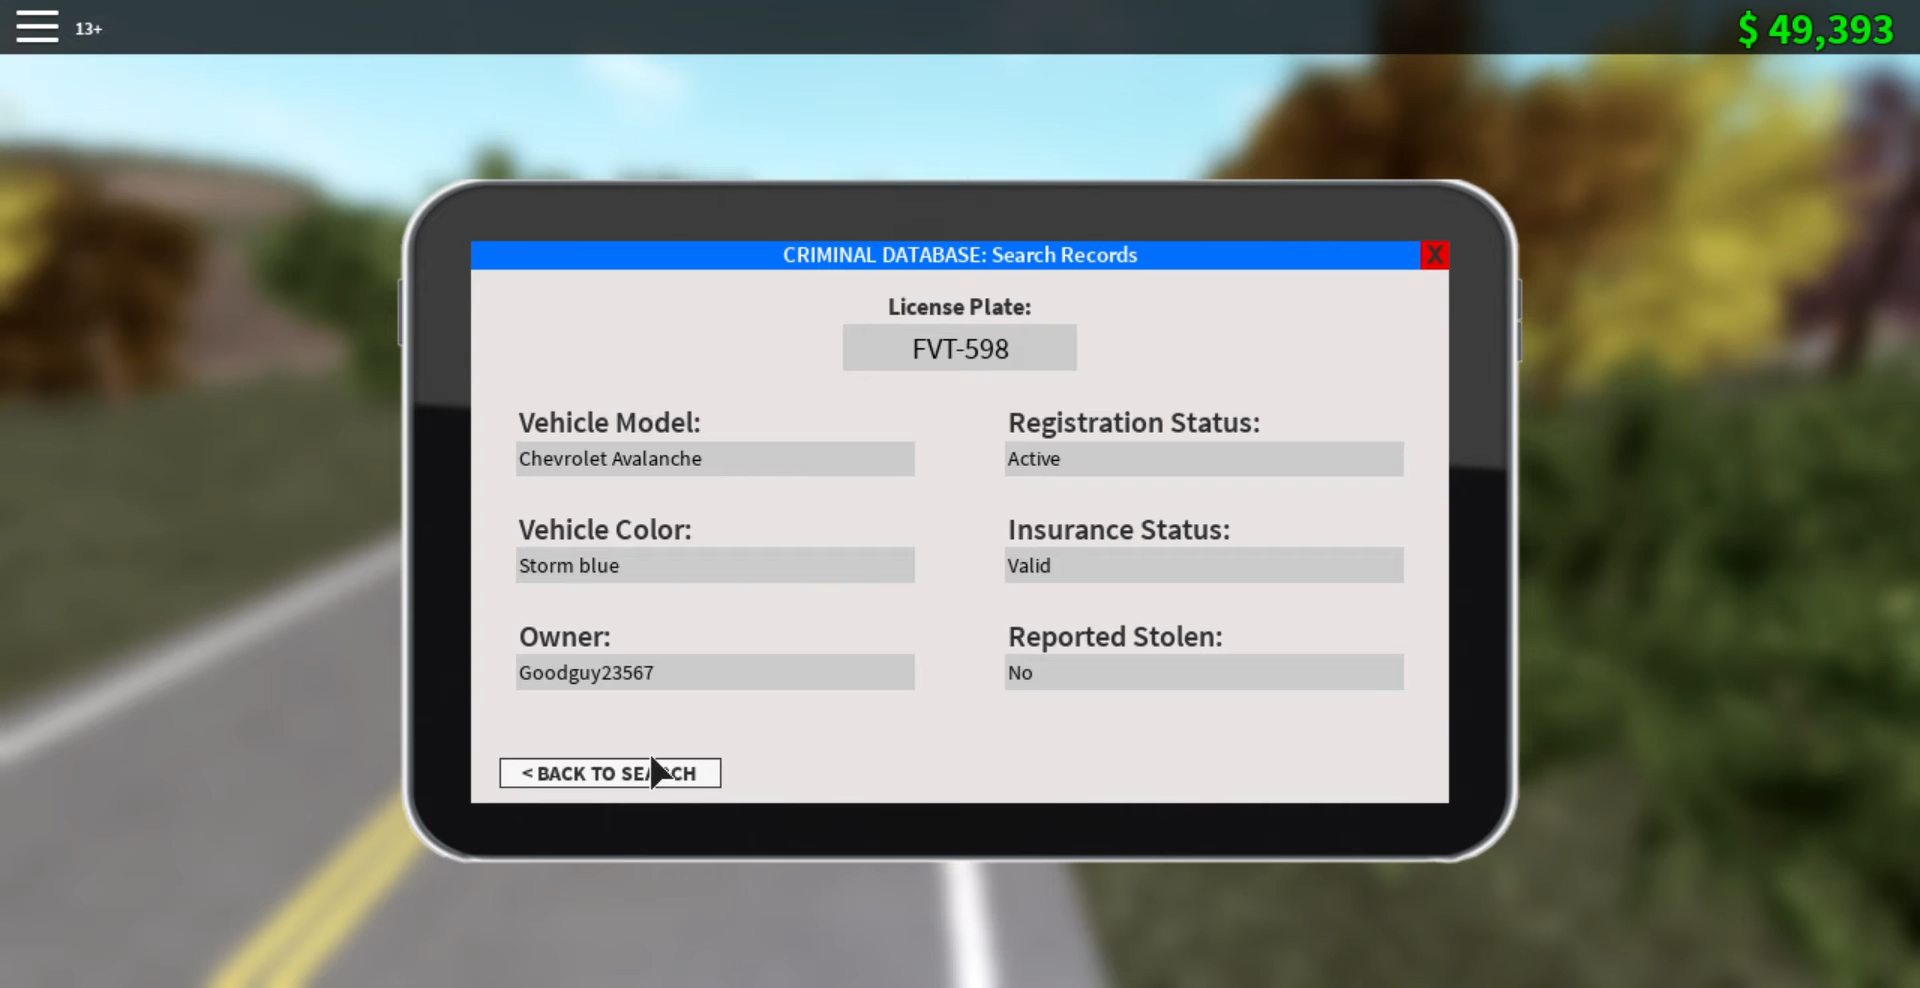 13+
$ 49,393
CRIMINAL DATABASE: Search Records
X
License Plate:
FVT-598
Vehicle Model:
Chevrolet Avalanche
Registration Status:
Active
Vehicle Color:
Storm blue
Insurance Status:
Valid
Owner:
Goodguy23567
Reported Stolen:
No
< BACK TO SEARCH